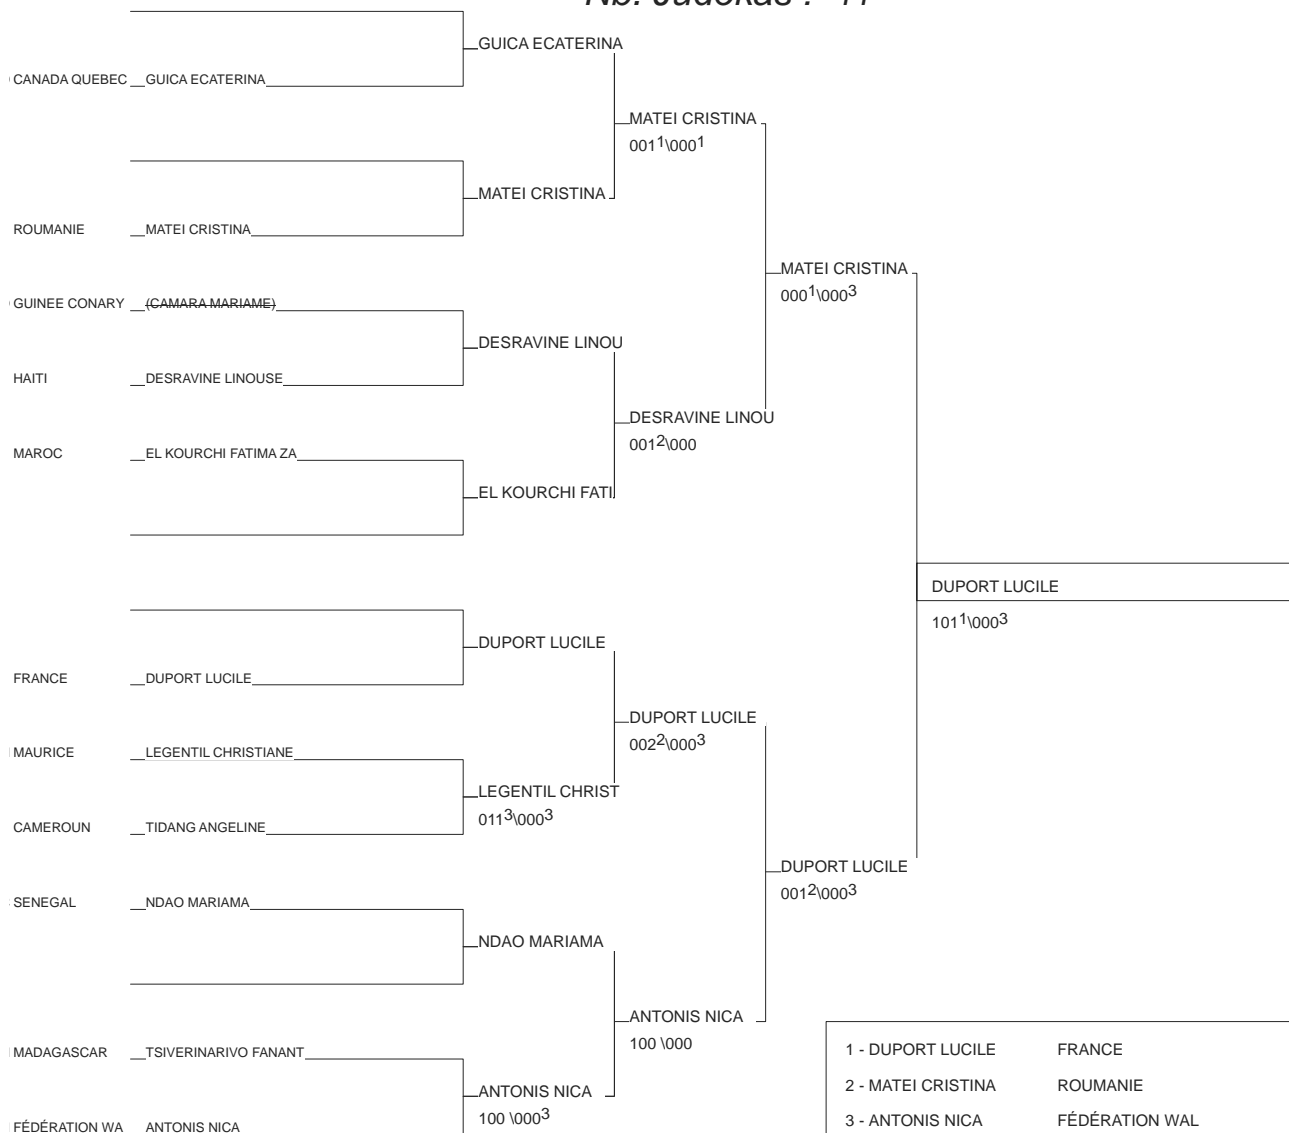 GUICA ECATERINA
CANADA QUEBEC GUICA ECATERINA
MATEI CRISTINA
001¹\000¹
MATEI CRISTINA
ROUMANIE MATEI CRISTINA
MATEI CRISTINA
000¹\000³
GUINEE CONARY (CAMARA MARIAME)
DESRAVINE LINOU
HAITI DESRAVINE LINOUSE
DESRAVINE LINOU
001²\000
MAROC EL KOURCHI FATIMA ZA
EL KOURCHI FATI
DUPORT LUCILE
101¹\000³
DUPORT LUCILE
FRANCE DUPORT LUCILE
DUPORT LUCILE
002²\000³
MAURICE LEGENTIL CHRISTIANE
LEGENTIL CHRIST
011³\000³
CAMEROUN TIDANG ANGELINE
DUPORT LUCILE
001²\000³
SENEGAL NDAO MARIAMA
NDAO MARIAMA
ANTONIS NICA
100 \000
MADAGASCAR TSIVERINARIVO FANANT
ANTONIS NICA
100 \000³
FÉDÉRATION WA ANTONIS NICA
1 - DUPORT LUCILE FRANCE
2 - MATEI CRISTINA ROUMANIE
3 - ANTONIS NICA FÉDÉRATION WAL